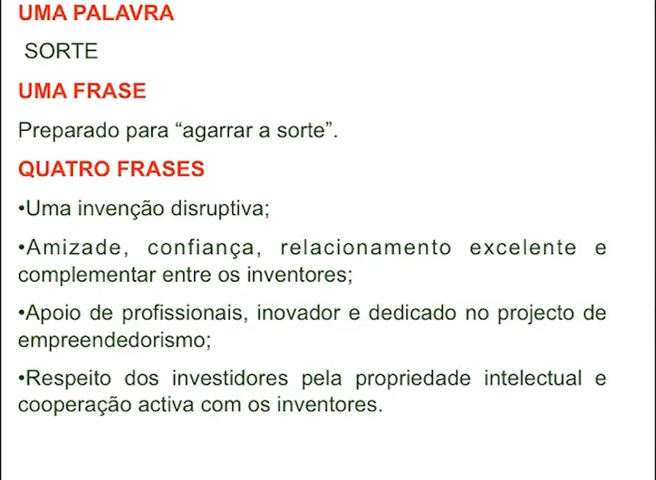 UMA PALAVRA
SORTE
UMA FRASE
Preparado para “agarrar a sorte”.
QUATRO FRASES
•Uma invenção disruptiva;
•Amizade, confiança, relacionamento excelente e
complementar entre os inventores;
•Apoio de profissionais, inovador e dedicado no projecto de
empreendedorismo;
•Respeito dos investidores pela propriedade intelectual e
cooperação activa com os inventores.